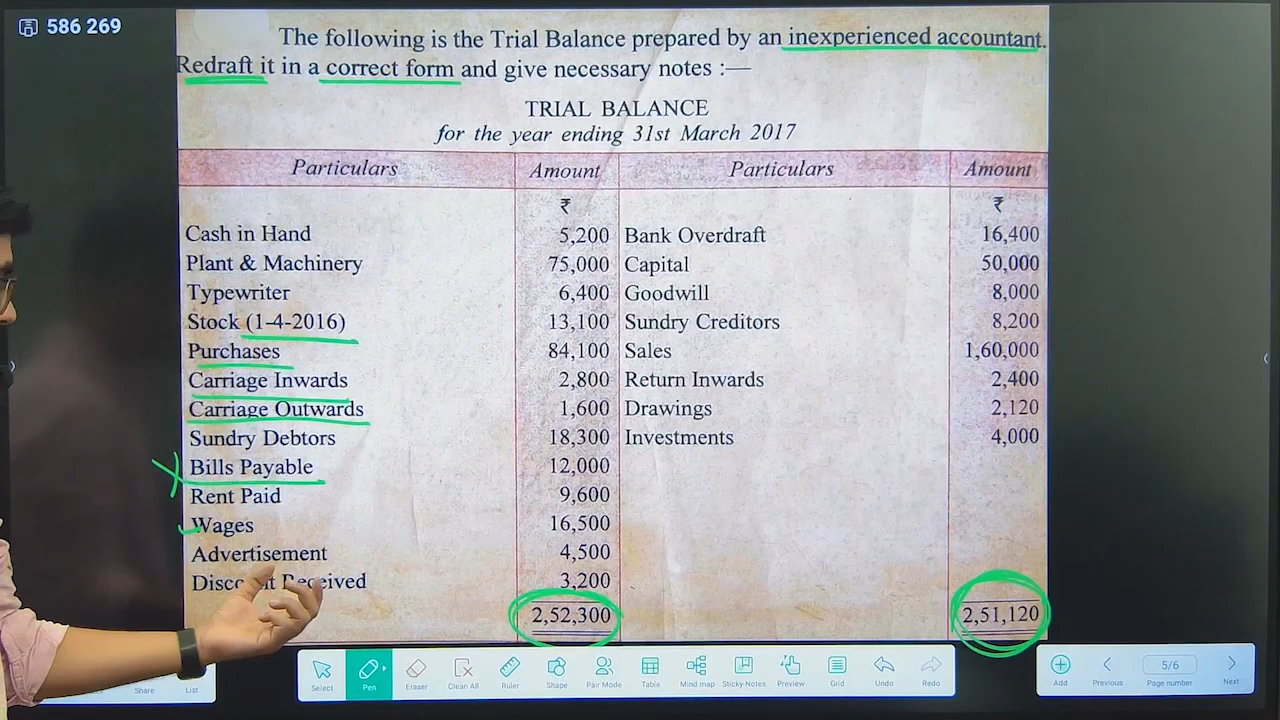 586 269
The following is the Trial Balance prepared by an inexperienced accountant.
Redraft it in a correct form and give necessary notes :—
TRIAL BALANCE
for the year ending 31st March 2017
Particulars Amount Particulars Amount
₹ ₹
Cash in Hand 5,200 Bank Overdraft 16,400
Plant & Machinery 75,000 Capital 50,000
Typewriter 6,400 Goodwill 8,000
Stock (1-4-2016) 13,100 Sundry Creditors 8,200
Purchases 84,100 Sales 1,60,000
Carriage Inwards 2,800 Return Inwards 2,400
Carriage Outwards 1,600 Drawings 2,120
Sundry Debtors 18,300 Investments 4,000
Bills Payable 12,000
Rent Paid 9,600
Wages 16,500
Advertisement 4,500
Discount Received 3,200
2,52,300 2,51,120
Share List
Select Pen Eraser Clean All Ruler Shape Pair Mode Table Mind map Sticky-Notes Preview Grid Undo Redo
Add Previous 5/6 Page number Next